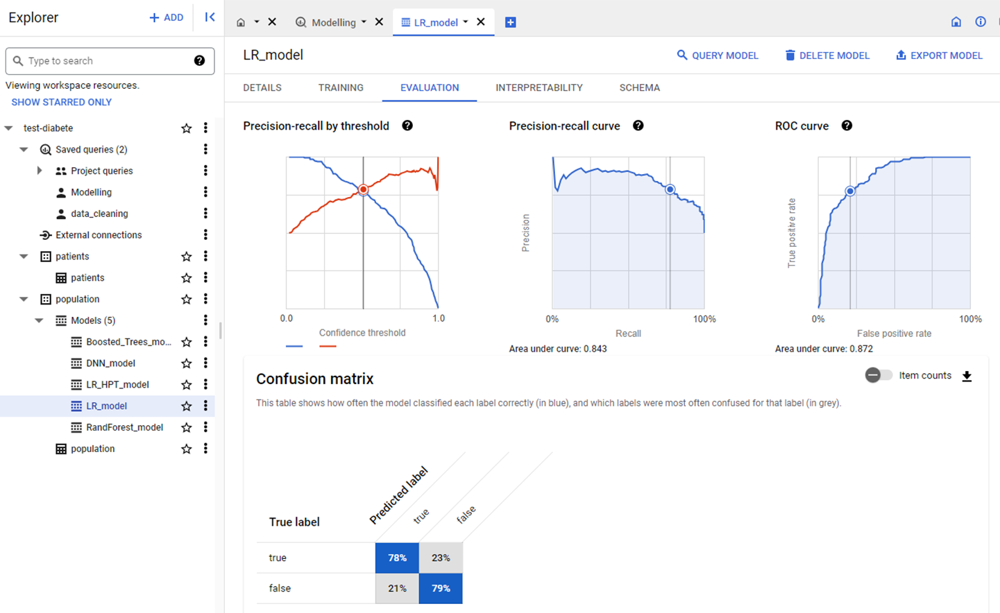 Explorer
ADD
Type to search
Viewing workspace resources.
SHOW STARRED ONLY
test-diabete
Saved queries (2)
Project queries
Modelling
data_cleaning
External connections
patients
patients
population
Models (5)
Boosted_Trees_mo...
DNN_model
LR_HPT_model
LR_model
RandForest_model
population
Modelling
LR_model
LR_model
QUERY MODEL
DELETE MODEL
EXPORT MODEL
DETAILS
TRAINING
EVALUATION
INTERPRETABILITY
SCHEMA
Precision-recall by threshold
0.0
1.0
Confidence threshold
Precision-recall curve
Precision
0%
100%
Recall
Area under curve: 0.843
ROC curve
True positive rate
0%
100%
False positive rate
Area under curve: 0.872
Confusion matrix
Item counts
This table shows how often the model classified each label correctly (in blue), and which labels were most often confused for that label (in grey).
True label
Predicted label
true
false
true
78%
23%
false
21%
79%